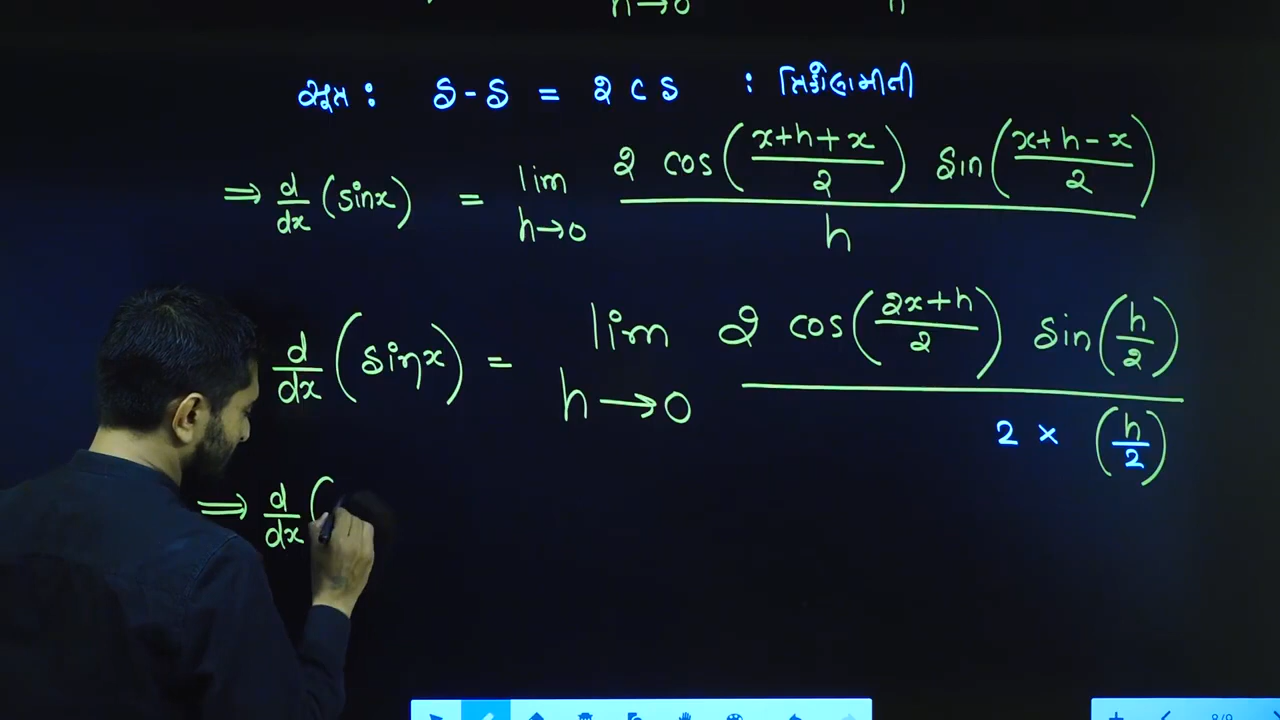 h→0 h
સૂત્ર : S - S = 2 C S : ત્રિકોણમીતી
⇒ d/dx (sinx) = lim h→0 2 cos((x+h+x)/2) sin((x+h-x)/2) / h
d/dx (sinx) = lim h→0 2 cos((2x+h)/2) sin(h/2) / 2 × (h/2)
⇒ d/dx (